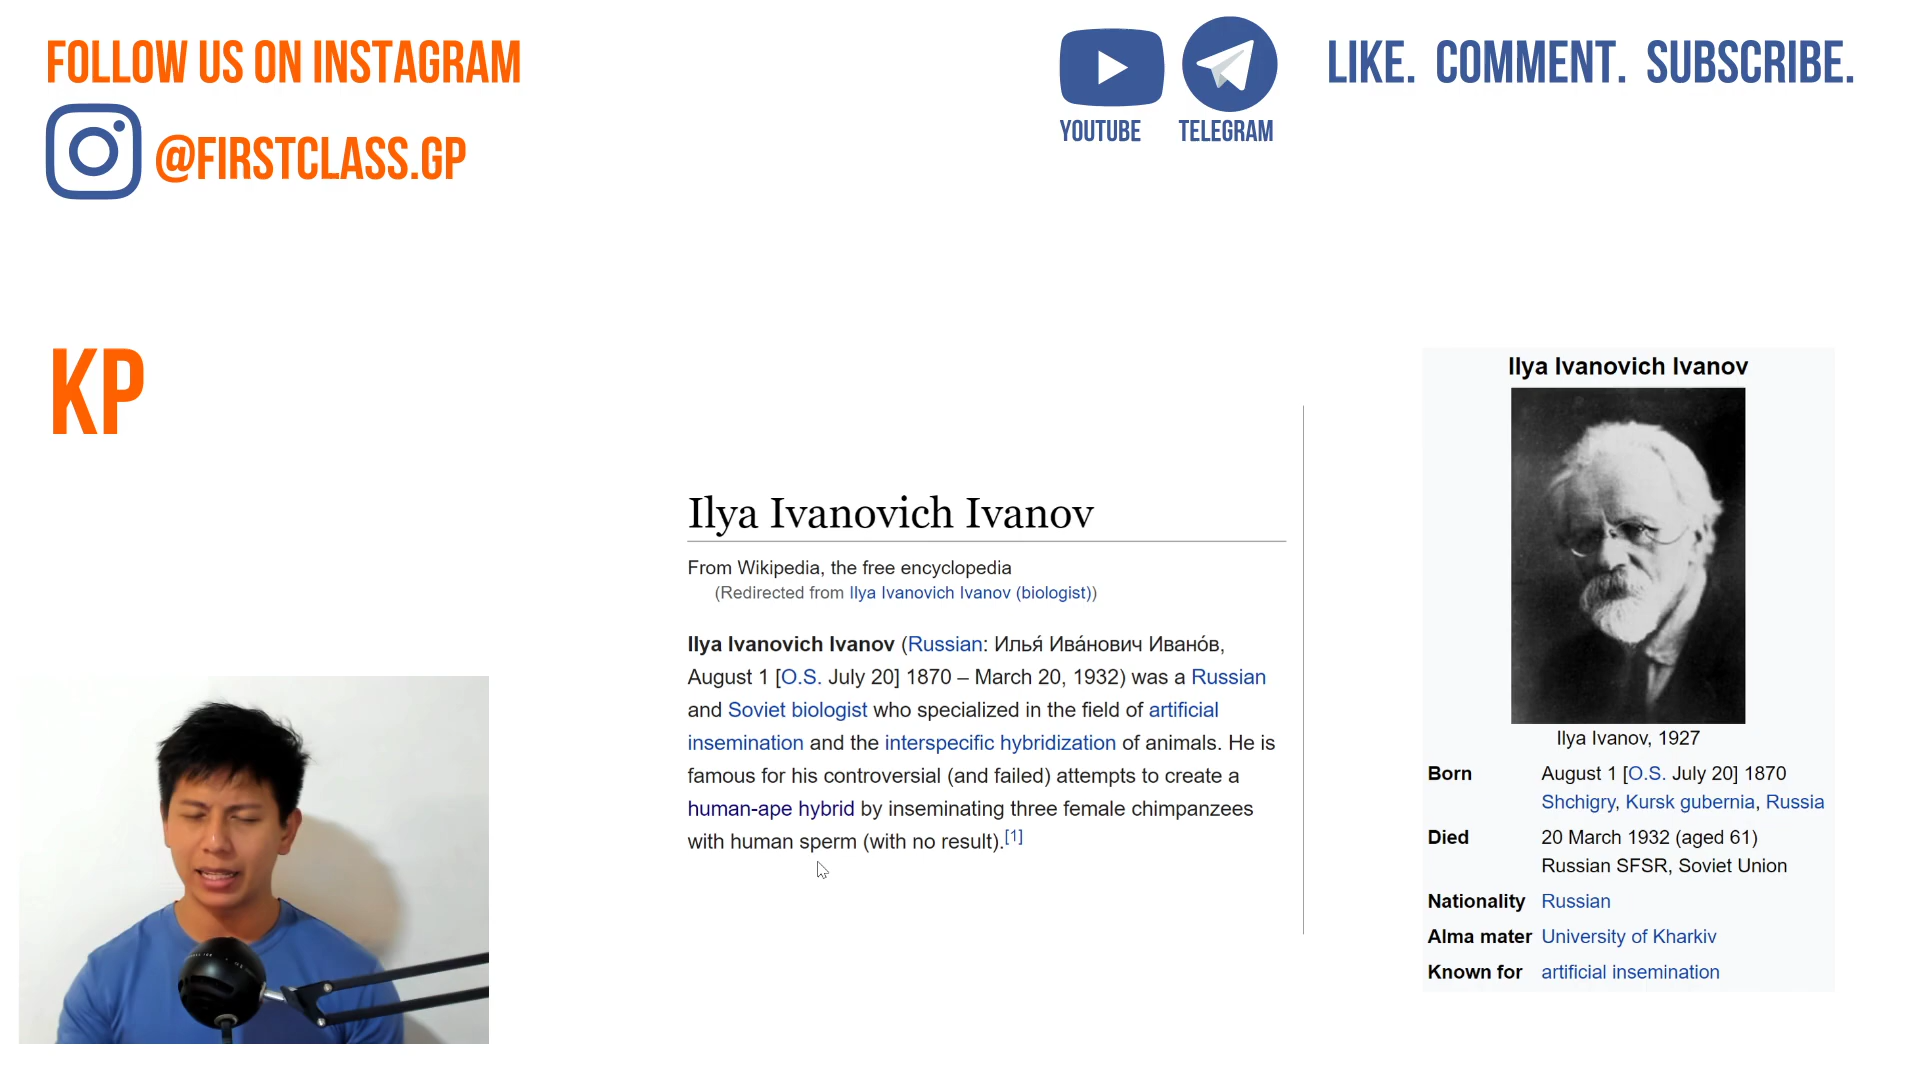 FOLLOW US ON INSTAGRAM
@FIRSTCLASS.GP
YOUTUBE
TELEGRAM
LIKE. COMMENT. SUBSCRIBE.
KP
Ilya Ivanovich Ivanov
From Wikipedia, the free encyclopedia
(Redirected from Ilya Ivanovich Ivanov (biologist))
Ilya Ivanovich Ivanov (Russian: Илья́ Ива́нович Ивано́в,
August 1 [O.S. July 20] 1870 – March 20, 1932) was a Russian
and Soviet biologist who specialized in the field of artificial
insemination and the interspecific hybridization of animals. He is
famous for his controversial (and failed) attempts to create a
human-ape hybrid by inseminating three female chimpanzees
with human sperm (with no result).[1]
Ilya Ivanovich Ivanov
Ilya Ivanov, 1927
Born August 1 [O.S. July 20] 1870
Shchigry, Kursk gubernia, Russia
Died 20 March 1932 (aged 61)
Russian SFSR, Soviet Union
Nationality Russian
Alma mater University of Kharkiv
Known for artificial insemination